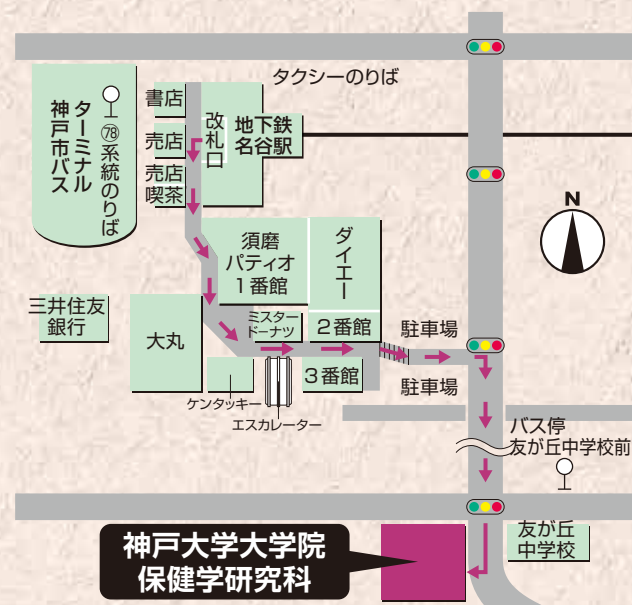 タクシーのりば
書店
改札口
地下鉄
名谷駅
売店
売店
喫茶
神戸市バス
ターミナル
㊆系統のりば
N
須磨
パティオ
1番館
ダイエー
三井住友
銀行
大丸
ミスター
ドーナツ
2番館
駐車場
3番館
駐車場
ケンタッキー
エスカレーター
バス停
友が丘中学校前
友が丘
中学校
神戸大学大学院
保健学研究科